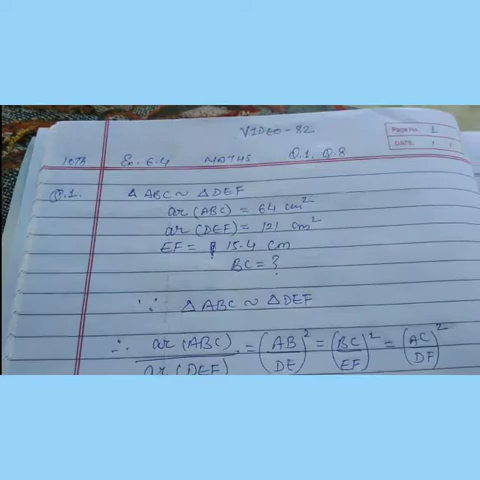 VIDEO-82
Page No. 1
DATE: / /
10th Ex. 6.4 MATHS Q.1, Q.8
Q.1. △ ABC ~ △ DEF
ar (ABC) = 64 cm²
ar (DEF) = 121 cm²
EF = 15.4 cm
BC = ?
∵ △ ABC ~ △ DEF
∴ ar (ABC) / ar (DEF) = (AB/DE)² = (BC/EF)² = (AC/DF)²